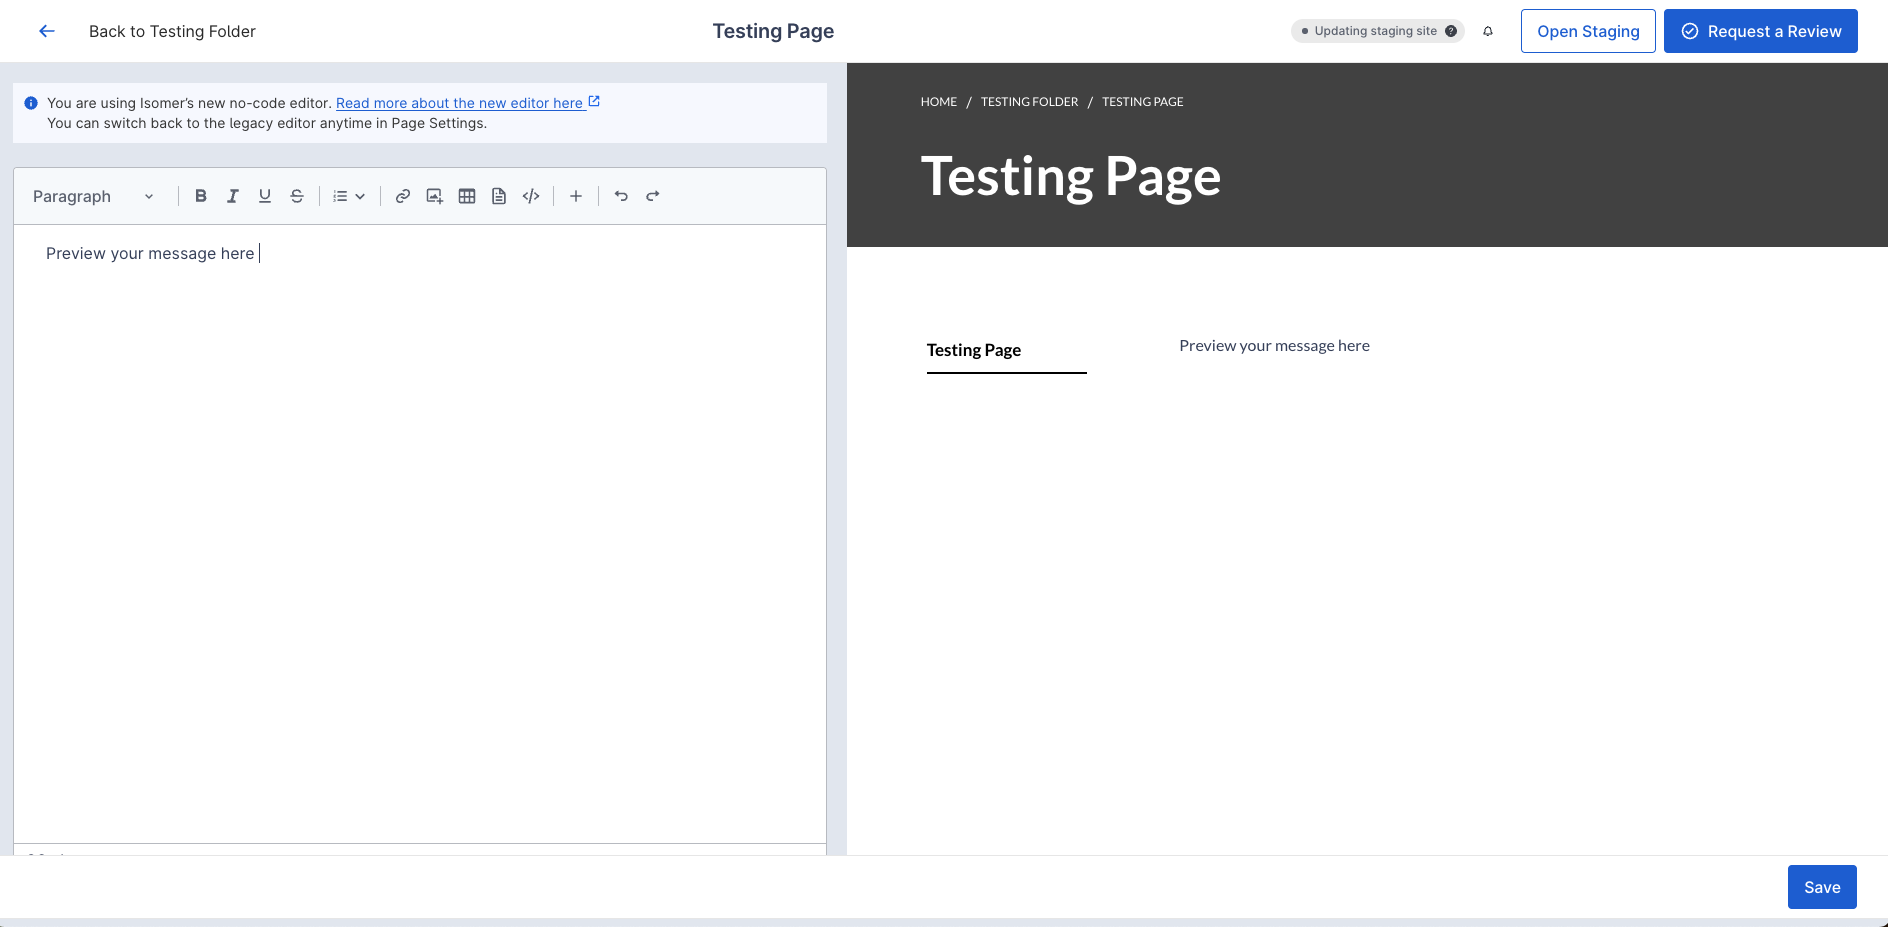 Back to Testing Folder
Testing Page
Updating staging site
Open Staging
Request a Review
You are using Isomer’s new no-code editor. Read more about the new editor here
You can switch back to the legacy editor anytime in Page Settings.
Paragraph
Preview your message here
HOME / TESTING FOLDER / TESTING PAGE
Testing Page
Testing Page
Preview your message here
Save